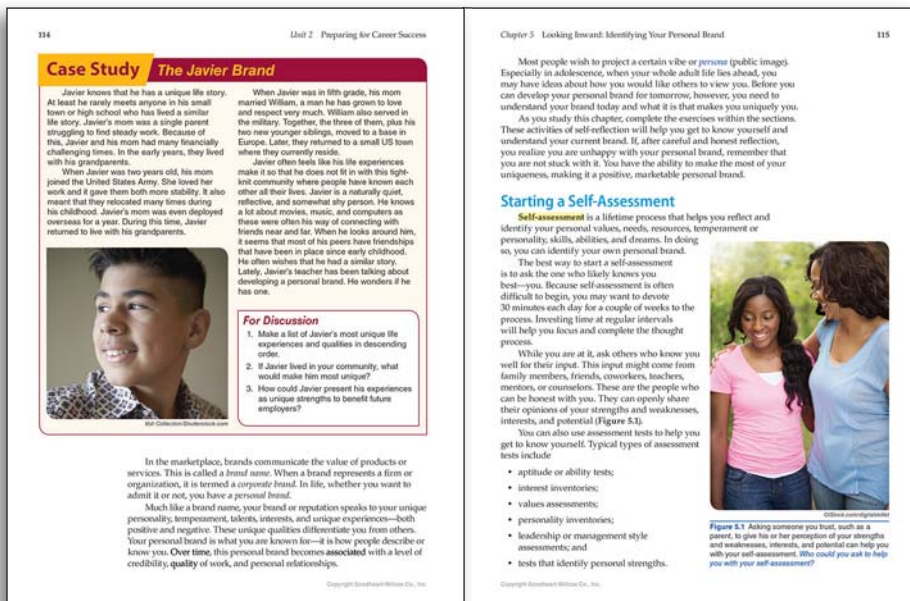 114
Unit 2 Preparing for Career Success
Case Study The Javier Brand
Javier knows that he has a unique life story.
At least he rarely meets anyone in his small
town or high school who has lived a similar
life story. Javier's mom was a single parent
struggling to find steady work. Because of
this, Javier and his mom had many financially
challenging times. In the early years, they lived
with his grandparents.
When Javier was two years old, his mom
joined the United States Army. She loved her
work and it gave them both more stability. It also
meant that they relocated many times during
his childhood. Javier's mom was even deployed
overseas for a year. During this time, Javier
returned to live with his grandparents.
When Javier was in fifth grade, his mom
married William, a man he has grown to love
and respect very much. William also served in
the military. Together, the three of them, plus his
two new younger siblings, moved to a base in
Europe. Later, they returned to a small US town
where they currently reside.
Javier often feels like his life experiences
make it so that he does not fit in with this tight-
knit community where people have known each
other all their lives. Javier is a naturally quiet,
reflective, and somewhat shy person. He knows
a lot about movies, music, and computers as
these were often his way of connecting with
friends near and far. When he looks around him,
it seems that most of his peers have friendships
that have been in place since early childhood.
He often wishes that he had a similar story.
Lately, Javier's teacher has been talking about
developing a personal brand. He wonders if he
has one.
For Discussion
1. Make a list of Javier's most unique life
experiences and qualities in descending
order.
2. If Javier lived in your community, what
would make him most unique?
3. How could Javier present his experiences
as unique strengths to benefit future
employers?
Collection/Shutterstock.com
In the marketplace, brands communicate the value of products or
services. This is called a brand name. When a brand represents a firm or
organization, it is termed a corporate brand. In life, whether you want to
admit it or not, you have a personal brand.
Much like a brand name, your brand or reputation speaks to your unique
personality, temperament, talents, interests, and unique experiences—both
positive and negative. These unique qualities differentiate you from others.
Your personal brand is what you are known for—it is how people describe or
know you. Over time, this personal brand becomes associated with a level of
credibility, quality of work, and personal relationships.
Copyright Goodheart-Willcox Co., Inc.
Chapter 5 Looking Inward: Identifying Your Personal Brand
115
Most people wish to project a certain vibe or persona (public image).
Especially in adolescence, when your whole adult life lies ahead, you
may have ideas about how you would like others to view you. Before you
can develop your personal brand for tomorrow, however, you need to
understand your brand today and what it is that makes you uniquely you.
As you study this chapter, complete the exercises within the sections.
These activities of self-reflection will help you get to know yourself and
understand your current brand. If, after careful and honest reflection,
you realize you are unhappy with your personal brand, remember that
you are not stuck with it. You have the ability to make the most of your
uniqueness, making it a positive, marketable personal brand.
Starting a Self-Assessment
Self-assessment is a lifetime process that helps you reflect and
identify your personal values, needs, resources, temperament or
personality, skills, abilities, and dreams. In doing
so, you can identify your own personal brand.
The best way to start a self-assessment
is to ask the one who likely knows you
best—you. Because self-assessment is often
difficult to begin, you may want to devote
30 minutes each day for a couple of weeks to the
process. Investing time at regular intervals
will help you focus and complete the thought
process.
While you are at it, ask others who know you
well for their input. This input might come from
family members, friends, coworkers, teachers,
mentors, or counselors. These are the people who
can be honest with you. They can openly share
their opinions of your strengths and weaknesses,
interests, and potential (Figure 5.1).
You can also use assessment tests to help you
get to know yourself. Typical types of assessment
tests include
• aptitude or ability tests;
• interest inventories;
• values assessments;
• personality inventories;
• leadership or management style
assessments; and
• tests that identify personal strengths.
Figure 5.1 Asking someone you trust, such as a
parent, to give his or her perception of your strengths
and weaknesses, interests, and potential can help you
with your self-assessment. Who could you ask to help
you with your self-assessment?
Copyright Goodheart-Willcox Co., Inc.